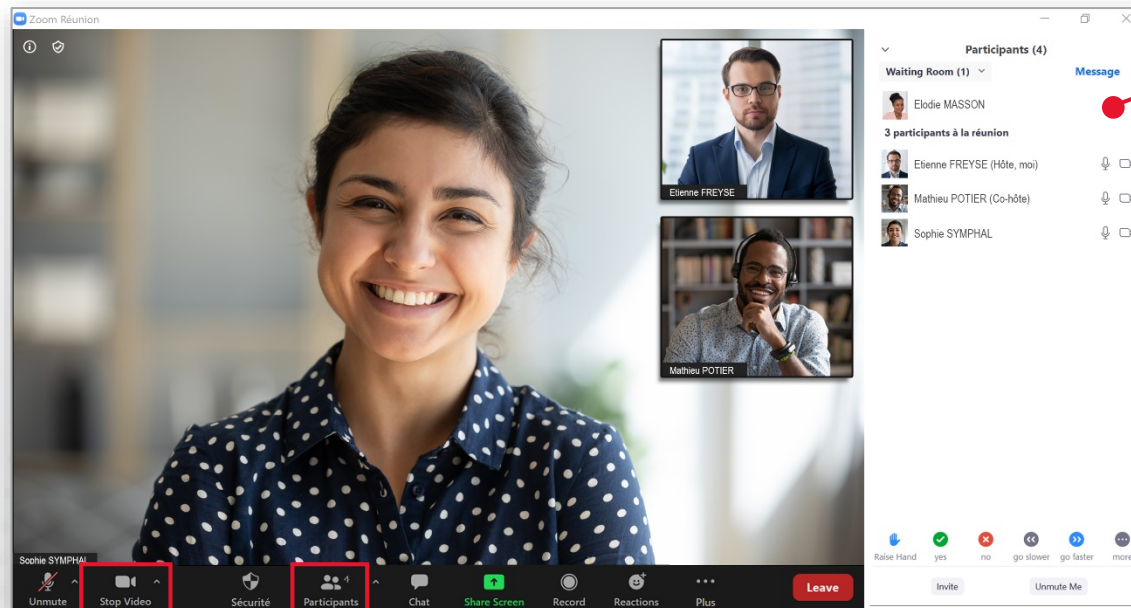 Zoom Réunion
Participants (4)
Waiting Room (1)
Message
Elodie MASSON
3 participants à la réunion
Etienne FREYSE (Hôte, moi)
Mathieu POTIER (Co-hôte)
Sophie SYMPHAL
Etienne FREYSE
Mathieu POTIER
Sophie SYMPHAL
Raise Hand yes no go slower go faster more
Invite Unmute Me
4
Unmute Stop Video Sécurité Participants Chat Share Screen Record Reactions Plus Leave